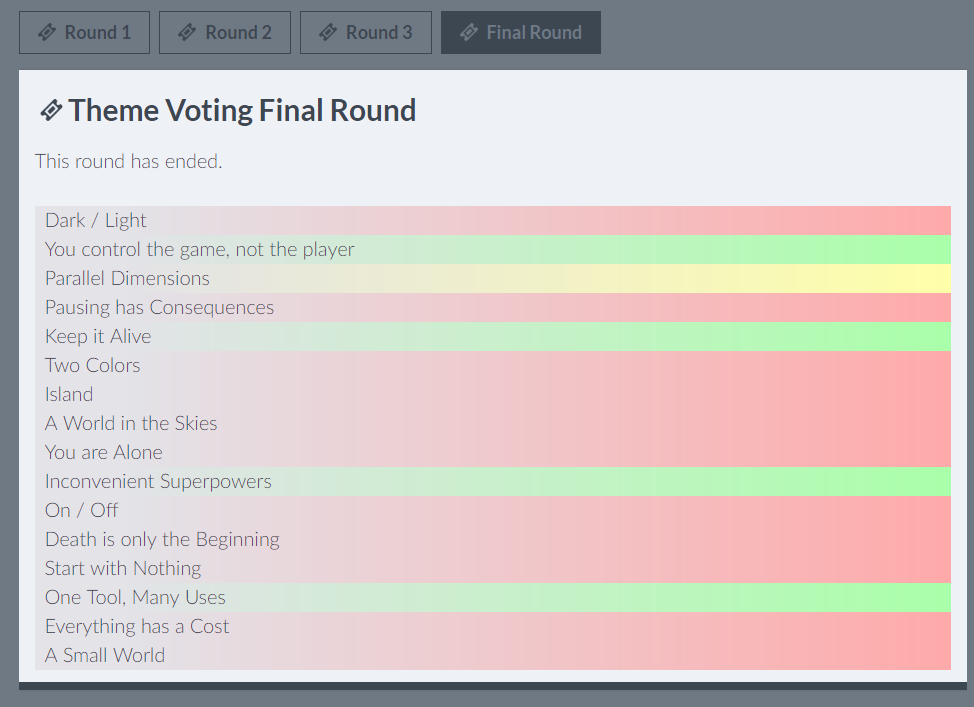 Round 1 Round 2 Round 3 Final Round
Theme Voting Final Round
This round has ended.
Dark / Light
You control the game, not the player
Parallel Dimensions
Pausing has Consequences
Keep it Alive
Two Colors
Island
A World in the Skies
You are Alone
Inconvenient Superpowers
On / Off
Death is only the Beginning
Start with Nothing
One Tool, Many Uses
Everything has a Cost
A Small World